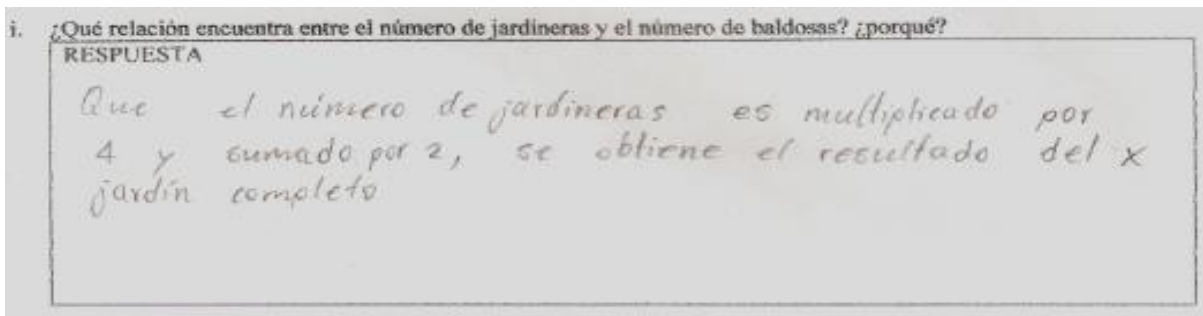 i. ¿Qué relación encuentra entre el número de jardineras y el número de baldosas? ¿porqué?
RESPUESTA
Que el número de jardineras es multiplicado por
4 y sumado por 2, se obtiene el resultado del x
jardín completo